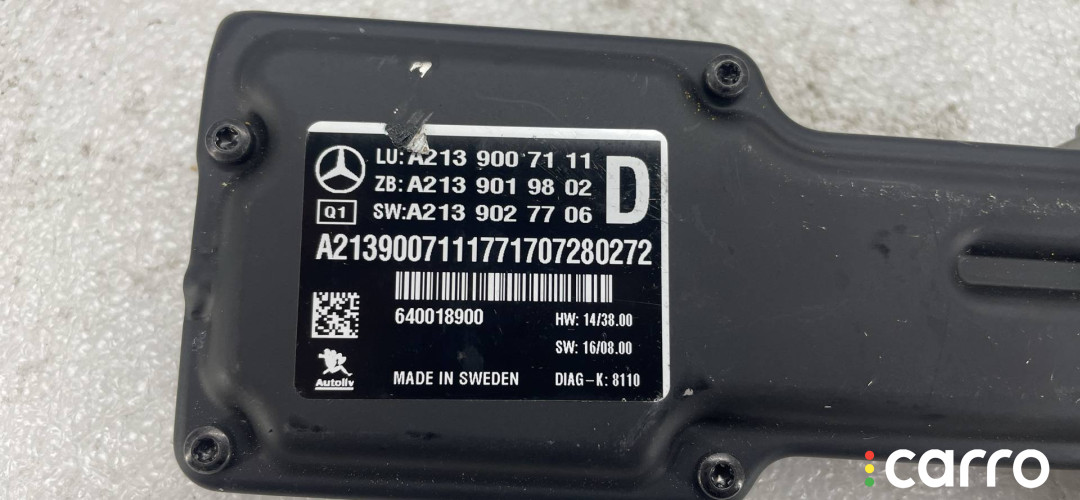 LU: A213 900 71 11
ZB: A213 901 98 02
D
Q1
SW:A213 902 77 06
A2139007111771707280272
640018900
HW: 14/38.00
SW: 16/08.00
Autoliv
MADE IN SWEDEN
DIAG-K: 8110
carro